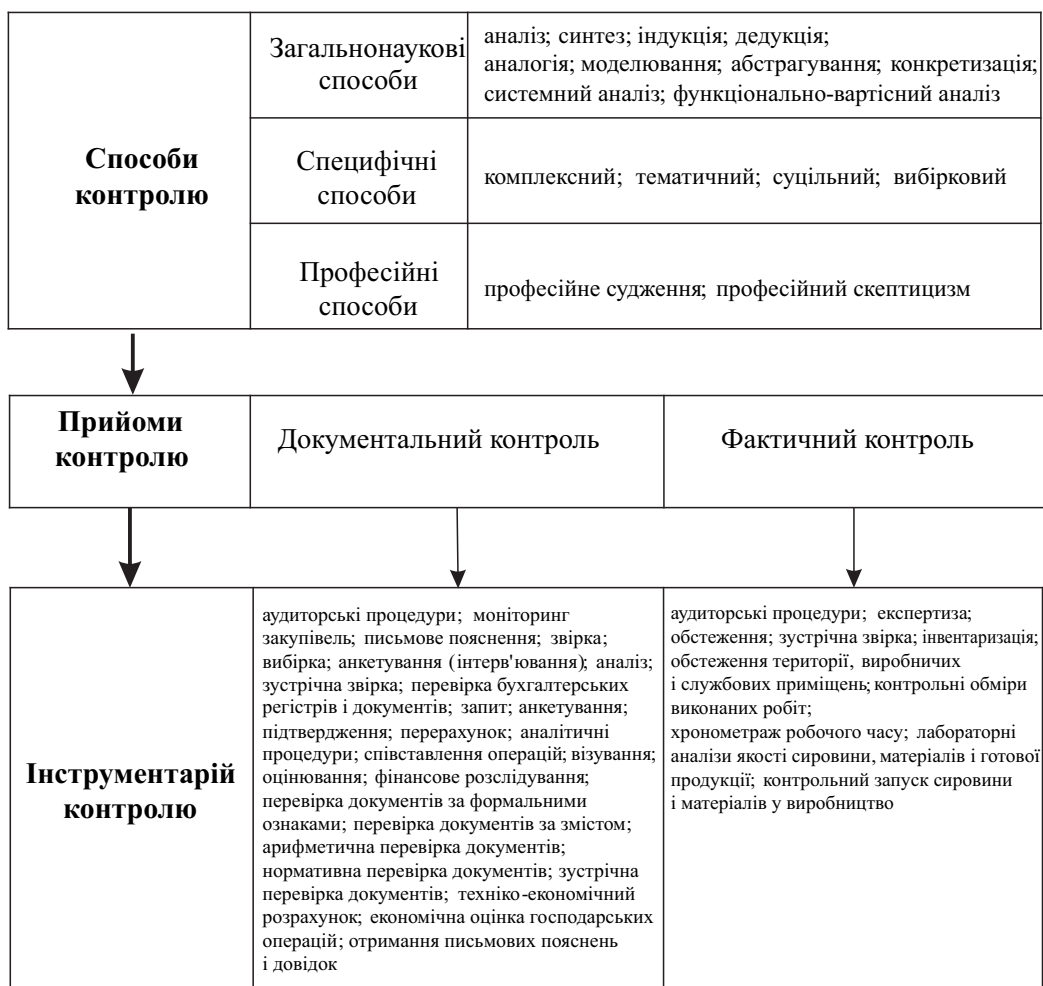 Способи
контролю
Загальнонаукові
способи
аналіз; синтез; індукція; дедукція;
аналогія; моделювання; абстрагування; конкретизація;
системний аналіз; функціонально-вартісний аналіз
Специфічні
способи
комплексний; тематичний; суцільний; вибірковий
Професійні
способи
професійне судження; професійний скептицизм
Прийоми
контролю
Документальний контроль
Фактичний контроль
Інструментарій
контролю
аудиторські процедури; моніторинг
закупівель; письмове пояснення; звірка;
вибірка; анкетування (інтерв'ювання); аналіз;
зустрічна звірка; перевірка бухгалтерських
регістрів і документів; запит; анкетування;
підтвердження; перерахунок; аналітичні
процедури; співставлення операцій; візування;
оцінювання; фінансове розслідування;
перевірка документів за формальними
ознаками; перевірка документів за змістом;
арифметична перевірка документів;
нормативна перевірка документів; зустрічна
перевірка документів; техніко-економічний
розрахунок; економічна оцінка господарських
операцій; отримання письмових пояснень
і довідок
аудиторські процедури; експертиза;
обстеження; зустрічна звірка; інвентаризація;
обстеження території, виробничих
і службових приміщень; контрольні обміри
виконаних робіт;
хронометраж робочого часу; лабораторні
аналізи якості сировини, матеріалів і готової
продукції; контрольний запуск сировини
і матеріалів у виробництво